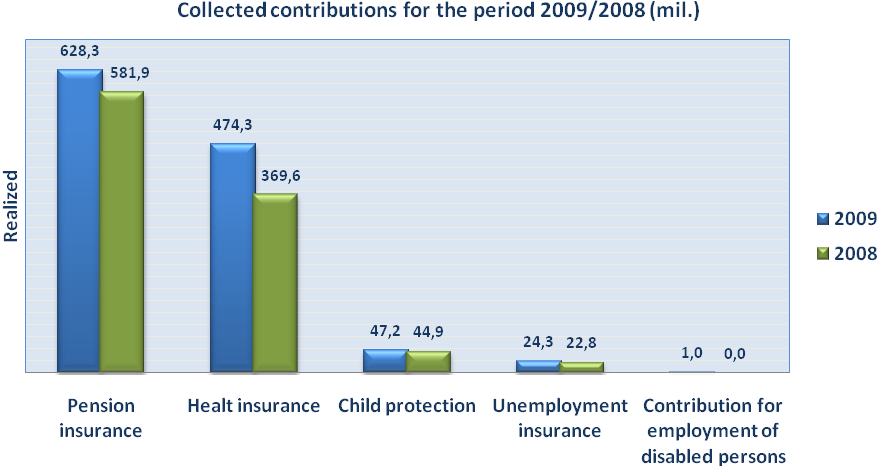 Collected contributions for the period 2009/2008 (mil.)
628,3
581,9
474,3
369,6
47,2 44,9
24,3 22,8
1,0 0,0
Realized
2009
2008
Pension
insurance
Healt insurance
Child protection
Unemployment
insurance
Contribution for
employment of
disabled persons